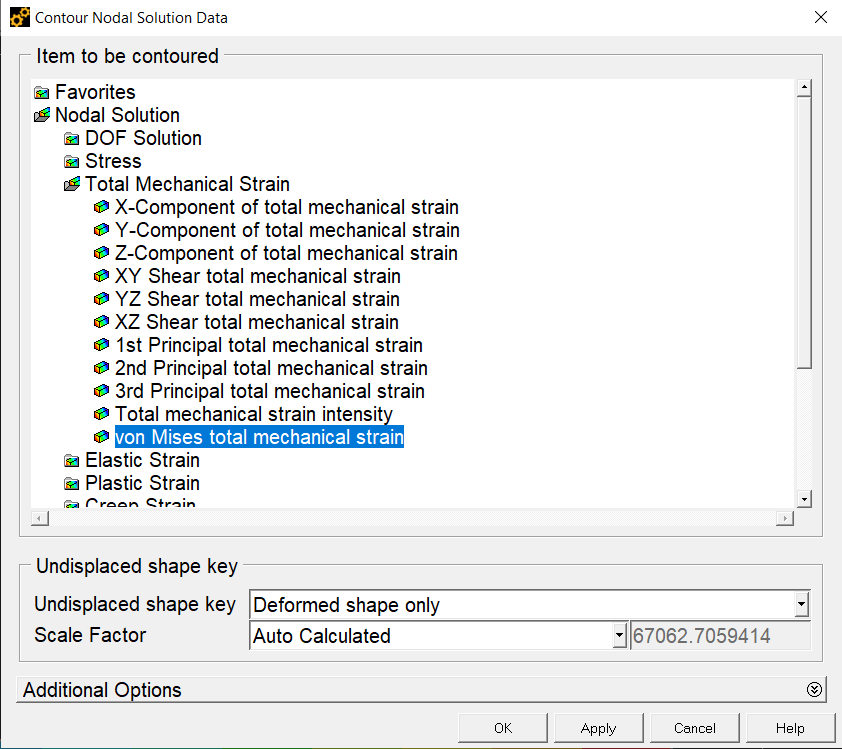 Contour Nodal Solution Data
Item to be contoured
Favorites
Nodal Solution
DOF Solution
Stress
Total Mechanical Strain
X-Component of total mechanical strain
Y-Component of total mechanical strain
Z-Component of total mechanical strain
XY Shear total mechanical strain
YZ Shear total mechanical strain
XZ Shear total mechanical strain
1st Principal total mechanical strain
2nd Principal total mechanical strain
3rd Principal total mechanical strain
Total mechanical strain intensity
von Mises total mechanical strain
Elastic Strain
Plastic Strain
Creep Strain
Undisplaced shape key
Undisplaced shape key Deformed shape only
Scale Factor Auto Calculated 67062.7059414
Additional Options
OK Apply Cancel Help